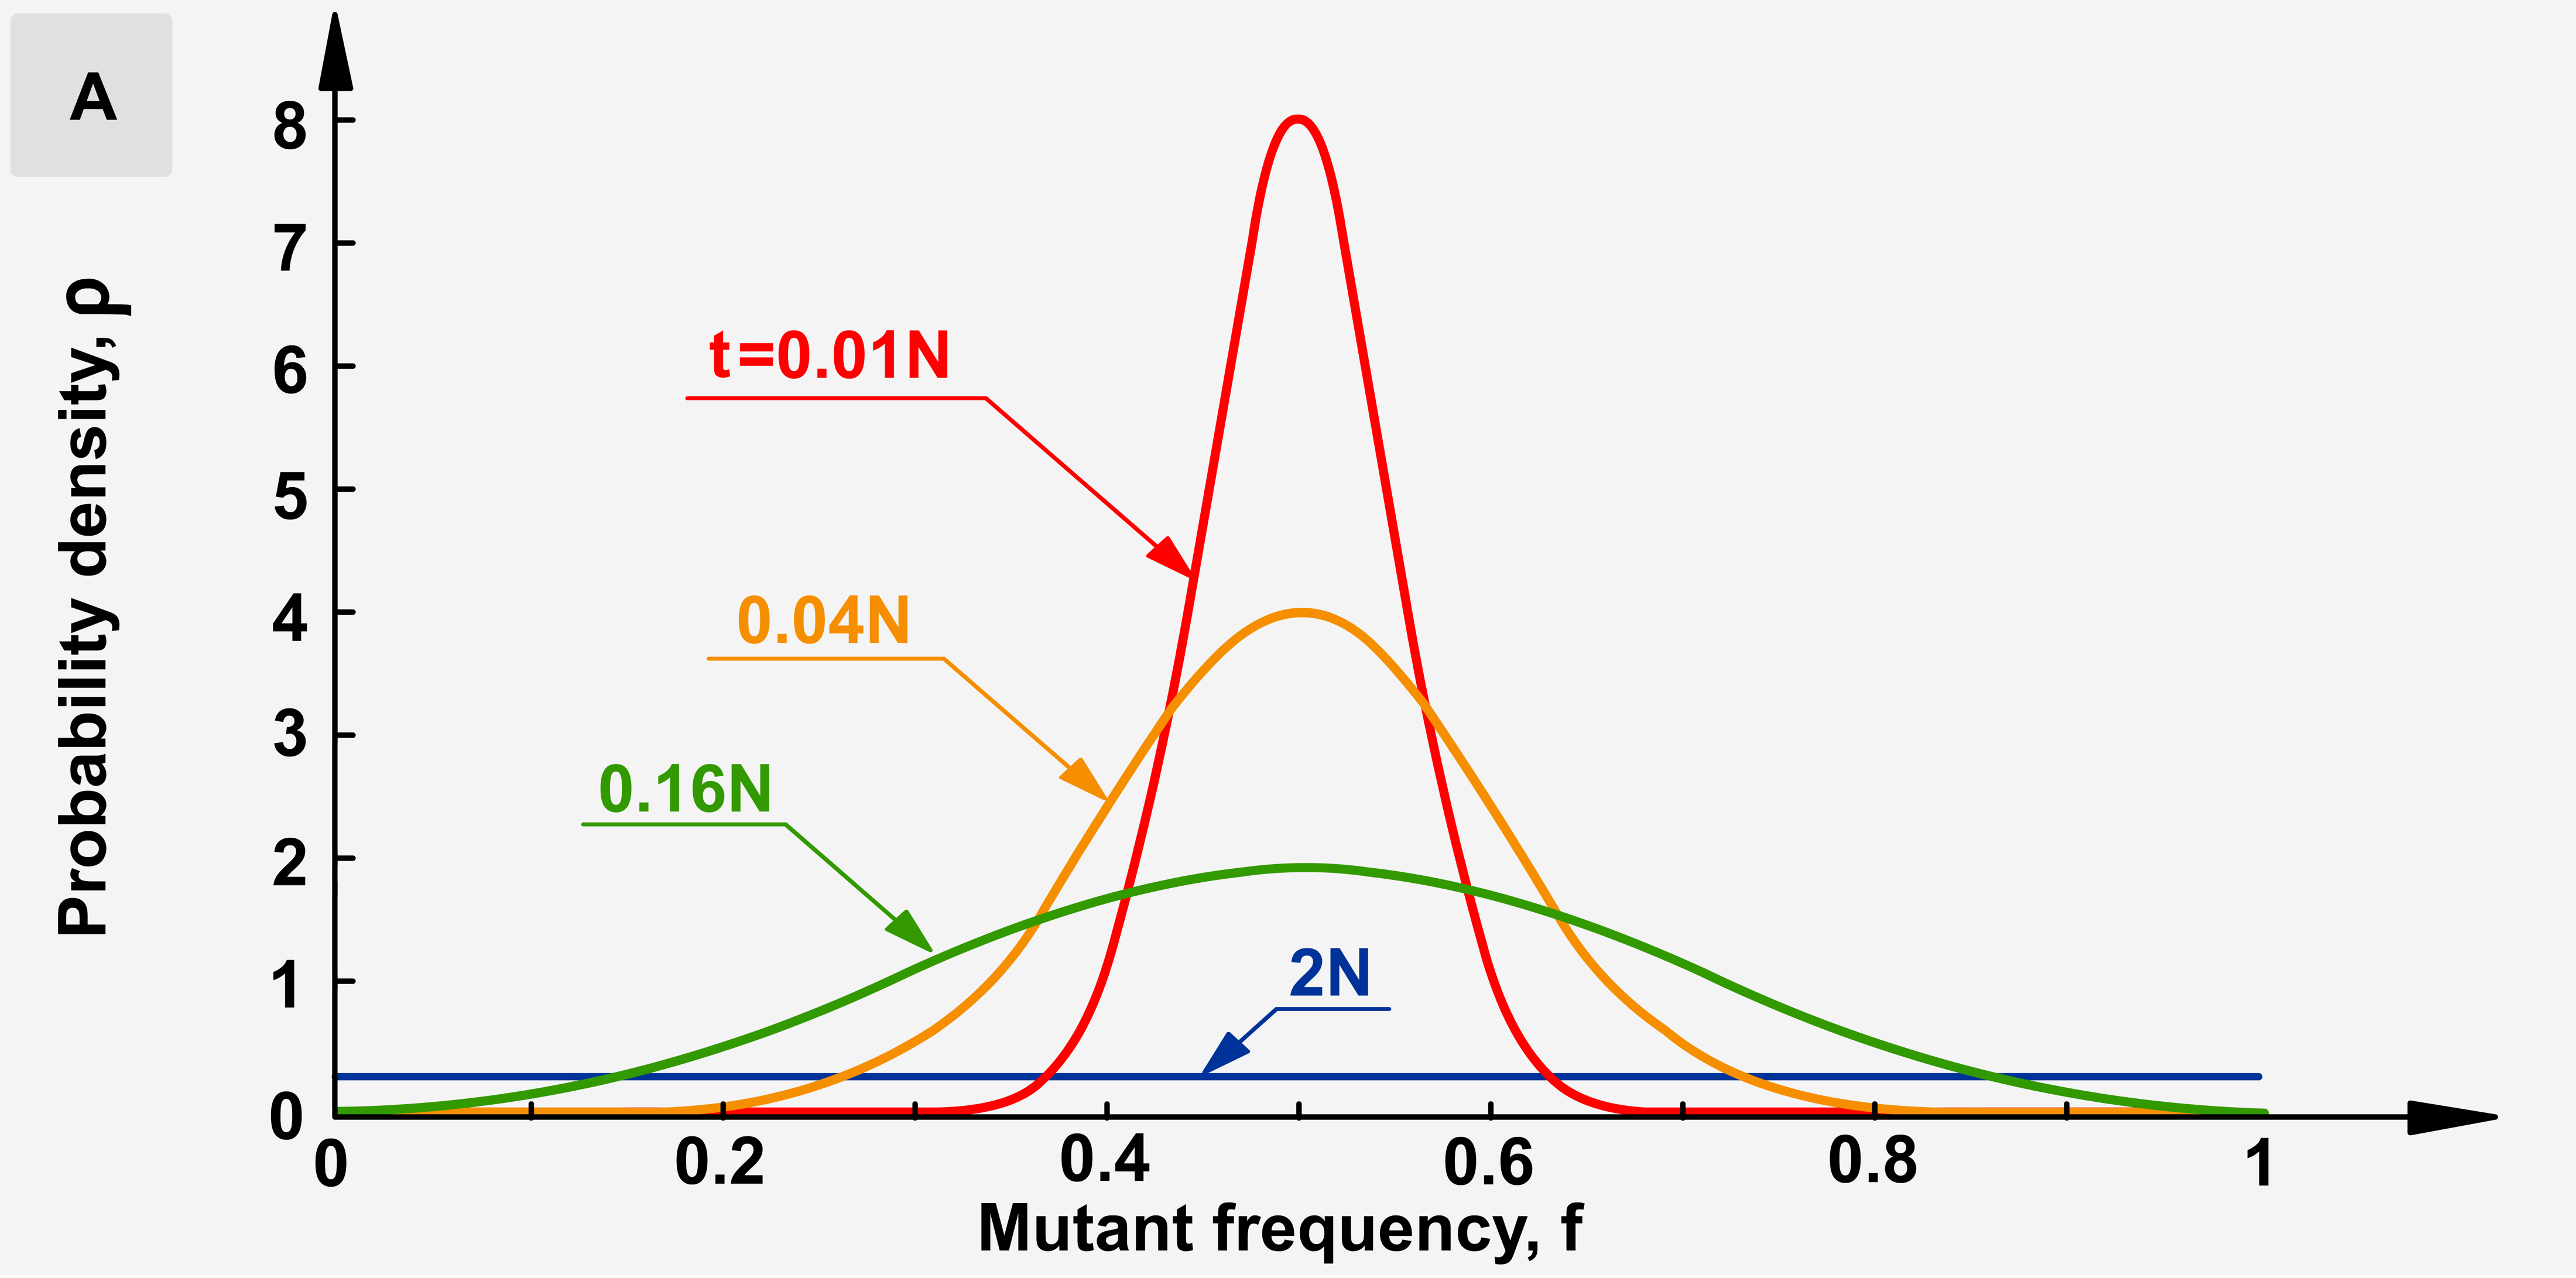 A
Probability density, ρ
8
7
6
5
4
3
2
1
0
t=0.01N
0.04N
0.16N
2N
0
0.2
0.4
0.6
0.8
1
Mutant frequency, f